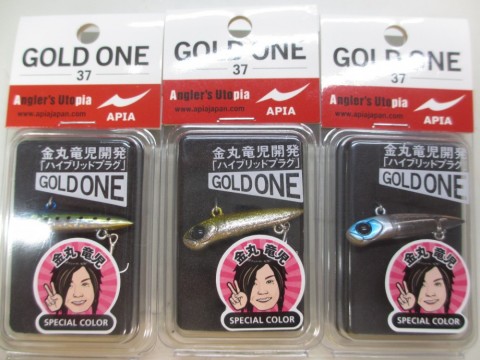 GOLD ONE
37
Angler's Utopia
www.apiajapan.com
APIA
金丸竜児開発
「ハイブリッドプラグ」
GOLD ONE
金丸 竜児
SPECIAL COLOR
GOLD ONE
37
Angler's Utopia
www.apiajapan.com
APIA
金丸竜児開発
「ハイブリッドプラグ」
GOLD ONE
金丸 竜児
SPECIAL COLOR
GOLD ONE
37
Angler's Utopia
www.apiajapan.com
APIA
金丸竜児開発
「ハイブリッドプラグ」
GOLD ONE
金丸 竜児
SPECIAL COLOR